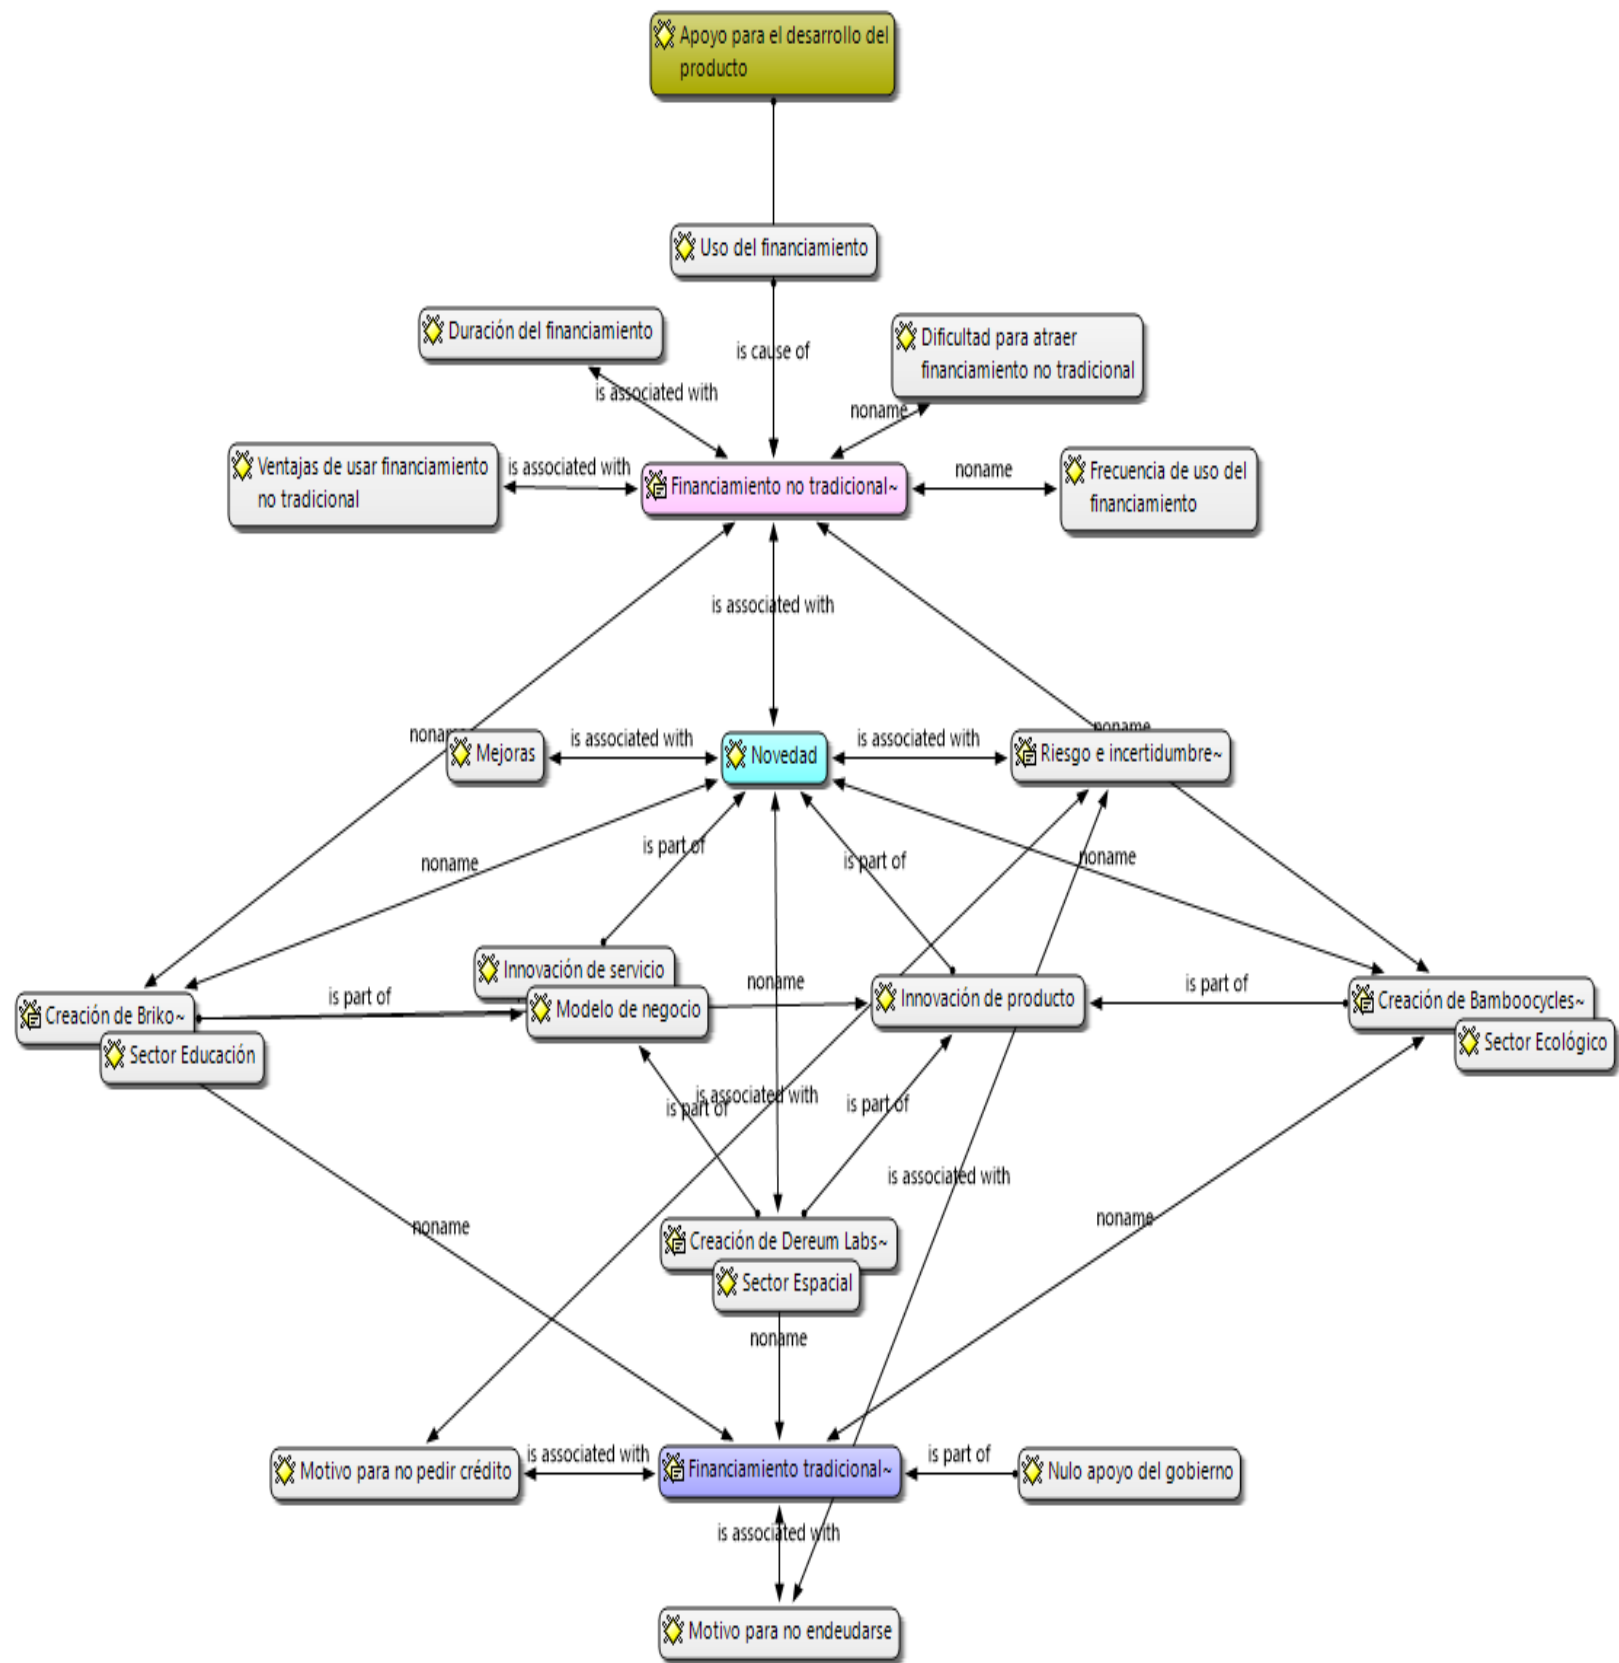 Apoyo para el desarrollo del
producto
Uso del financiamiento
Duración del financiamiento
Dificultad para atraer
financiamiento no tradicional
is cause of
is associated with
noname
Ventajas de usar financiamiento
no tradicional
is associated with
Financiamiento no tradicional~
noname
Frecuencia de uso del
financiamiento
is associated with
noname
noname
Mejoras
is associated with
Novedad
is associated with
Riesgo e incertidumbre~
noname
is part of
is part of
noname
Innovación de servicio
Modelo de negocio
noname
Innovación de producto
is part of
Creación de Bamboocycles~
Sector Ecológico
Creación de Briko~
Sector Educación
is part of
is part of
is associated with
is part of
is associated with
noname
noname
Creación de Dereum Labs~
Sector Espacial
noname
Motivo para no pedir crédito
is associated with
Financiamiento tradicional~
is part of
Nulo apoyo del gobierno
is associated with
Motivo para no endeudarse